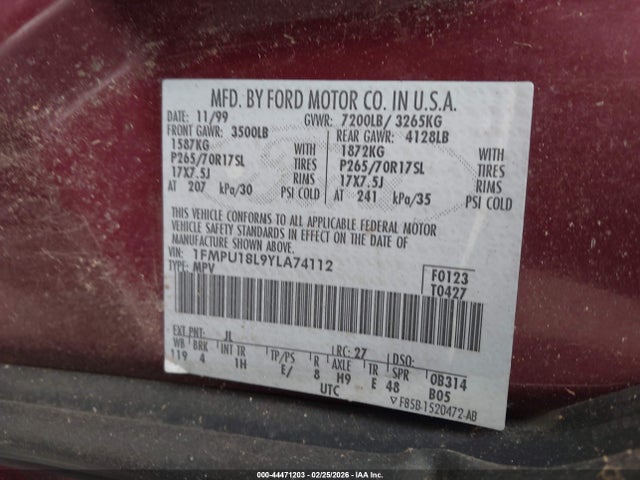 MFD. BY FORD MOTOR CO. IN U.S.A.
DATE: 11/99 GVWR: 7200LB/ 3265KG
FRONT GAWR: 3500LB REAR GAWR: 4128LB
1587KG WITH 1872KG WITH
P265/70R17SL TIRES P265/70R17SL TIRES
17X7.5J RIMS 17X7.5J RIMS
AT 207 kPa/30 PSI COLD AT 241 kPa/35 PSI COLD
THIS VEHICLE CONFORMS TO ALL APPLICABLE FEDERAL MOTOR
VEHICLE SAFETY STANDARDS IN EFFECT ON THE DATE OF
MANUFACTURE SHOWN ABOVE.
VIN: 1FMPU18L9YLA74112
TYPE: MPV
F0123
T0427
EXT PNT: JL RC: 27 DSO:
WB BRK INT TR TP/PS R AXLE TR SPR
119 4 1H E/ 8 H9 E 48
0B314
B05
UTC
F85B-1520472-AB
000-44471203 - 02/25/2026 - IAA Inc.